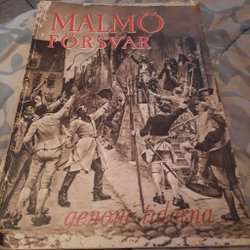 MALMÖ
FÖRSVAR
genom tiderna